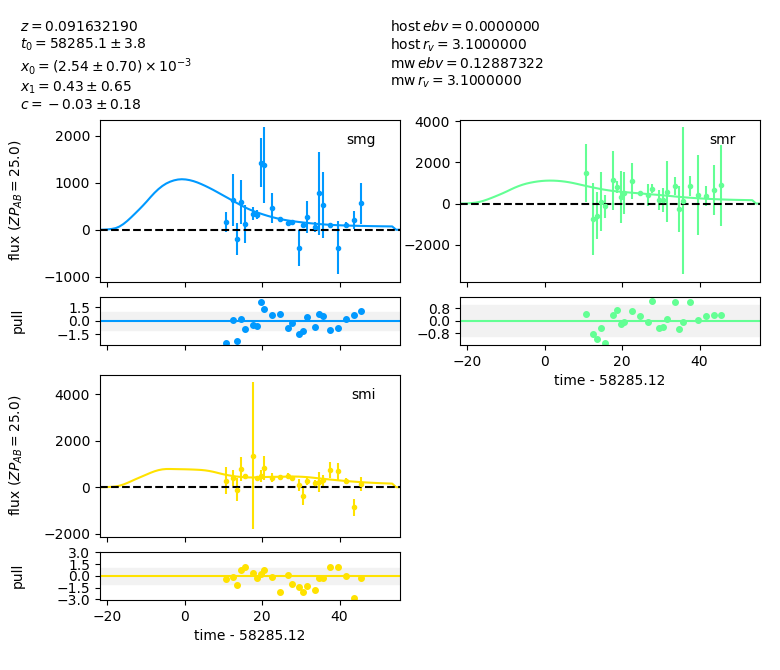 z = 0.091632190
t₀ = 58285.1 ± 3.8
x₀ = (2.54 ± 0.70) × 10⁻³
x₁ = 0.43 ± 0.65
c = −0.03 ± 0.18
host ebv = 0.0000000
host r_v = 3.1000000
mw ebv = 0.12887322
mw r_v = 3.1000000
flux (ZP_AB = 25.0)
2000
1000
0
−1000
smg
4000
2000
0
−2000
smr
pull
1.5
0.0
−1.5
0.8
0.0
−0.8
−20 0 20 40
time - 58285.12
flux (ZP_AB = 25.0)
4000
2000
0
−2000
smi
pull
3.0
1.5
0.0
−1.5
−3.0
−20 0 20 40
time - 58285.12